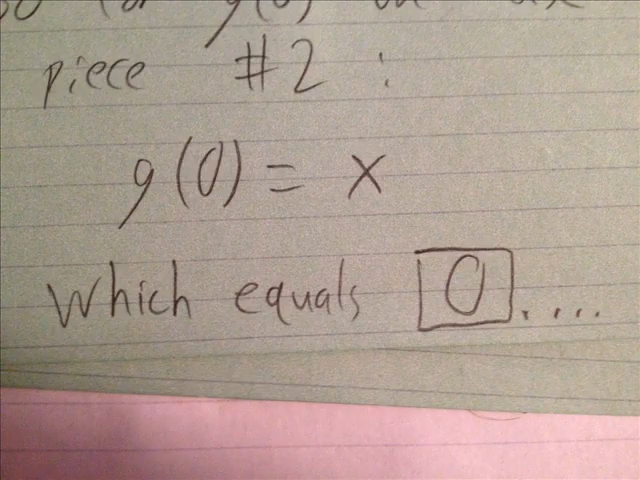 piece #2 :
g(0) = x
which equals 0....